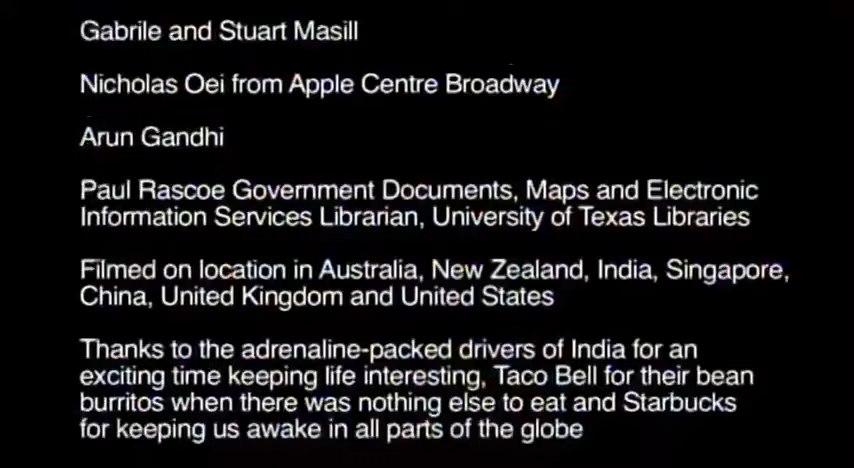 Gabrile and Stuart Masill
Nicholas Oei from Apple Centre Broadway
Arun Gandhi
Paul Rascoe Government Documents, Maps and Electronic
Information Services Librarian, University of Texas Libraries
Filmed on location in Australia, New Zealand, India, Singapore,
China, United Kingdom and United States
Thanks to the adrenaline-packed drivers of India for an
exciting time keeping life interesting, Taco Bell for their bean
burritos when there was nothing else to eat and Starbucks
for keeping us awake in all parts of the globe